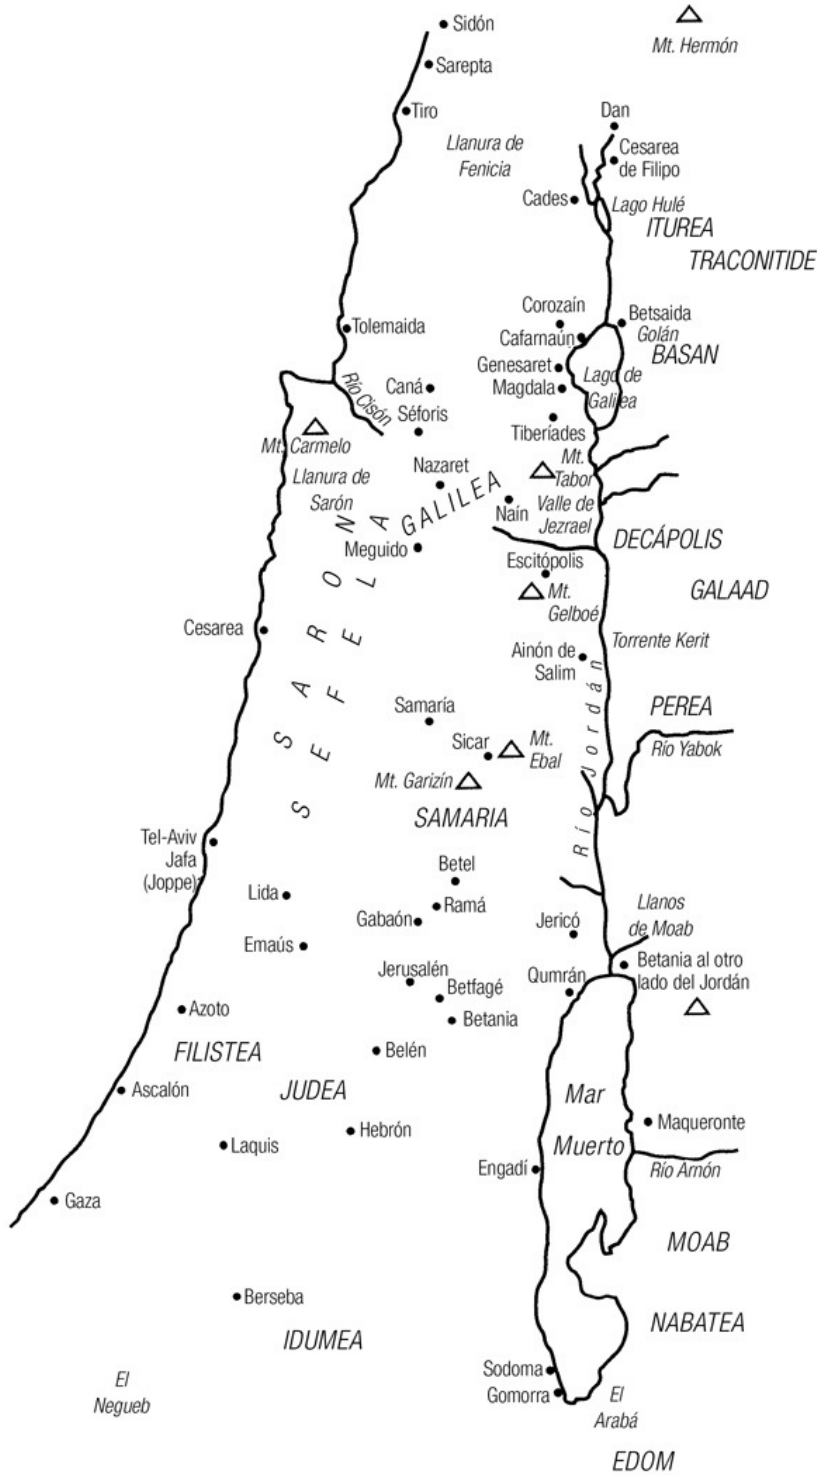 Sidón
Mt. Hermón
Sarepta
Tiro
Dan
Llanura de
Fenicia
Cesarea
de Filipo
Cades
Lago Hulé
ITUREA
TRACONITIDE
Corozaín
Betsaida
Tolemaida
Cafarnaún
Golán
BASAN
Genesaret
Lago de
Galilea
Río Cisón
Caná
Magdala
Séforis
Tiberíades
Mt. Carmelo
Mt.
Tabor
Nazaret
Llanura de
Sarón
GALILEA
Naín
Valle de
Jezrael
DECÁPOLIS
Meguido
Escitópolis
Mt.
Gelboé
GALAAD
SARONA
SEFELA
Cesarea
Ainón de
Salim
Torrente Kerit
Río Jordán
Samaría
PEREA
Sicar
Mt.
Ebal
Río Yabok
Mt. Garizín
SAMARIA
Tel-Aviv
Jafa
(Joppe)
Betel
Lida
Ramá
Gabaón
Jericó
Llanos
de Moab
Emaús
Jerusalén
Qumrán
Betania al otro
lado del Jordán
Betfagé
Azoto
Betania
FILISTEA
Belén
Ascalón
JUDEA
Mar
Muerto
Maqueronte
Hebrón
Laquis
Engadí
Río Arnón
Gaza
MOAB
Berseba
NABATEA
IDUMEA
Sodoma
Gomorra
El
Negueb
El
Arabá
EDOM